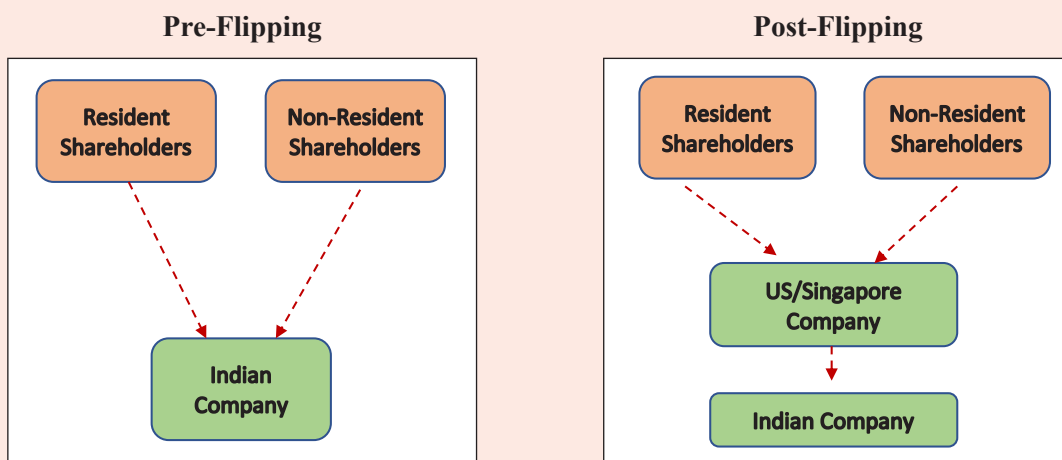 Pre-Flipping
Resident
Shareholders
Non-Resident
Shareholders
Indian
Company
Post-Flipping
Resident
Shareholders
Non-Resident
Shareholders
US/Singapore
Company
Indian Company